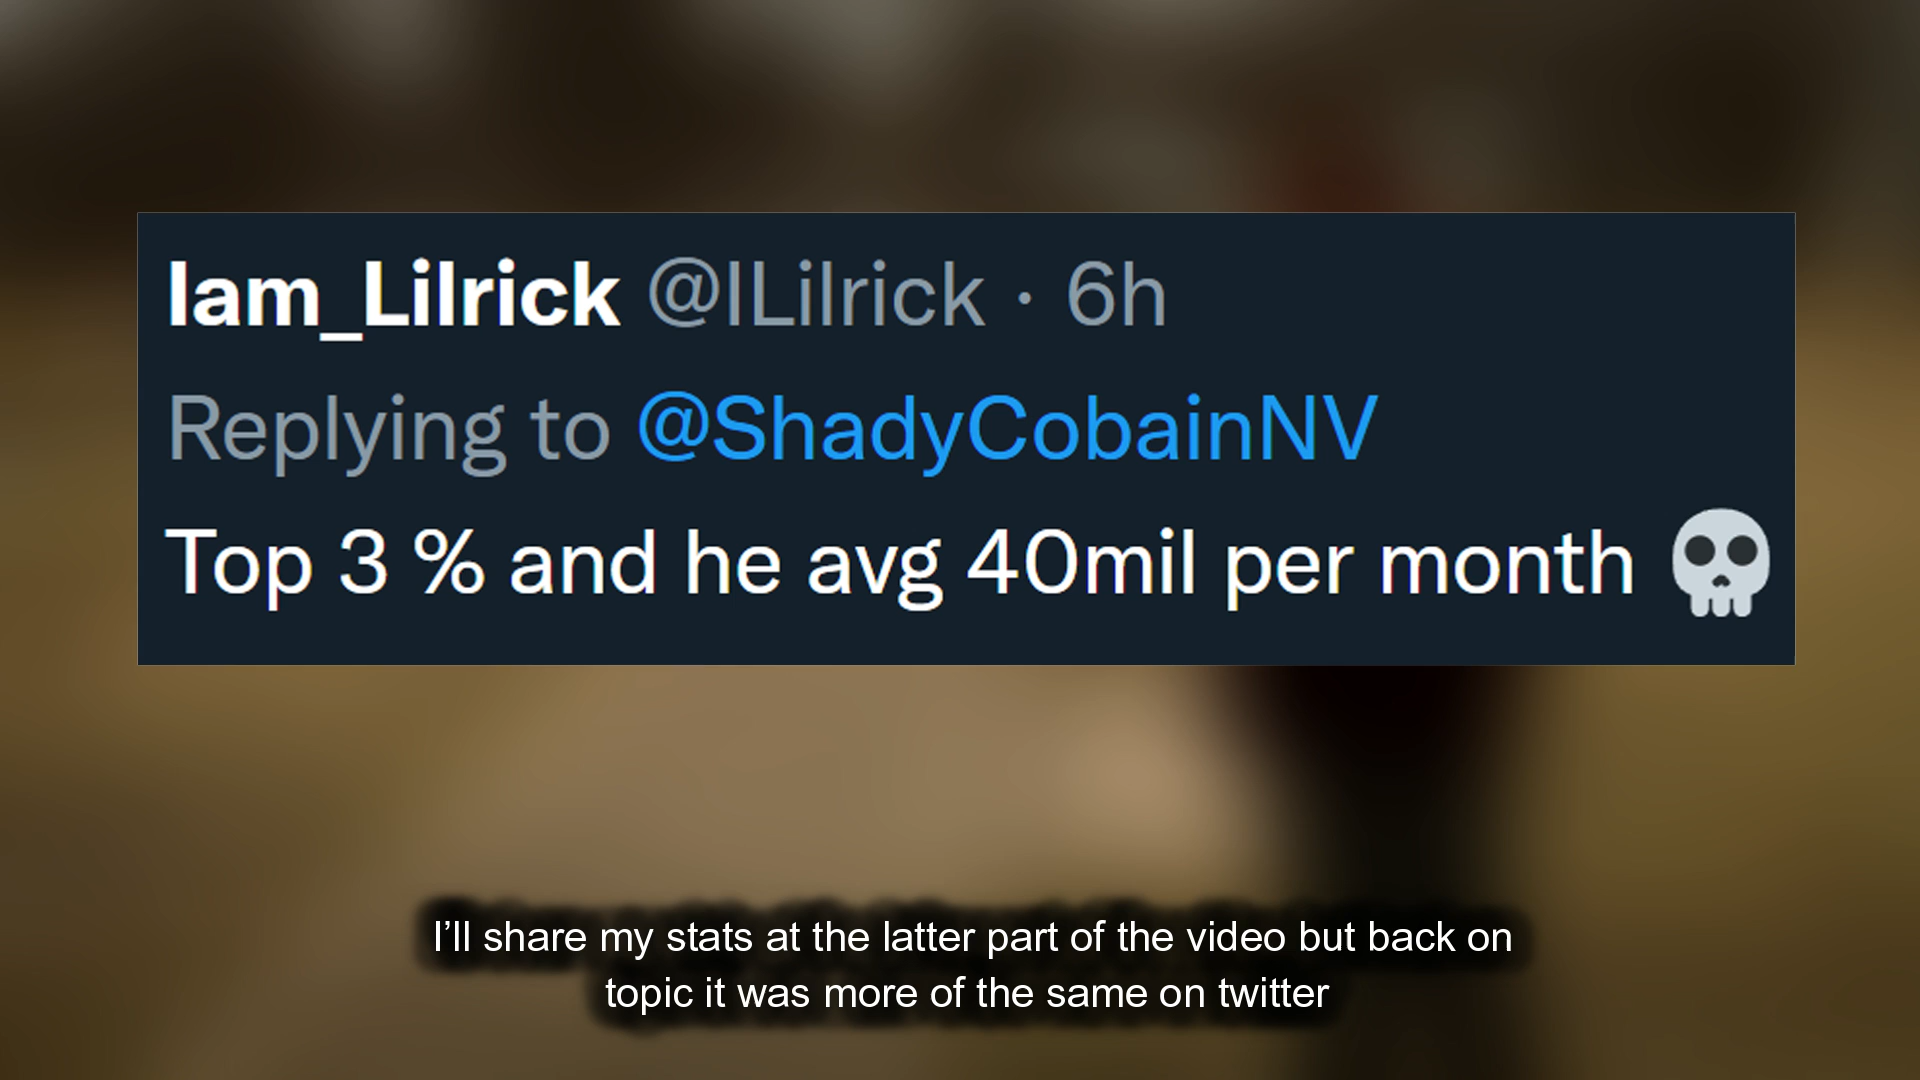 Iam_Lilrick @ILilrick · 6h
Replying to @ShadyCobainNV
Top 3 % and he avg 40mil per month 💀
I’ll share my stats at the latter part of the video but back on
topic it was more of the same on twitter